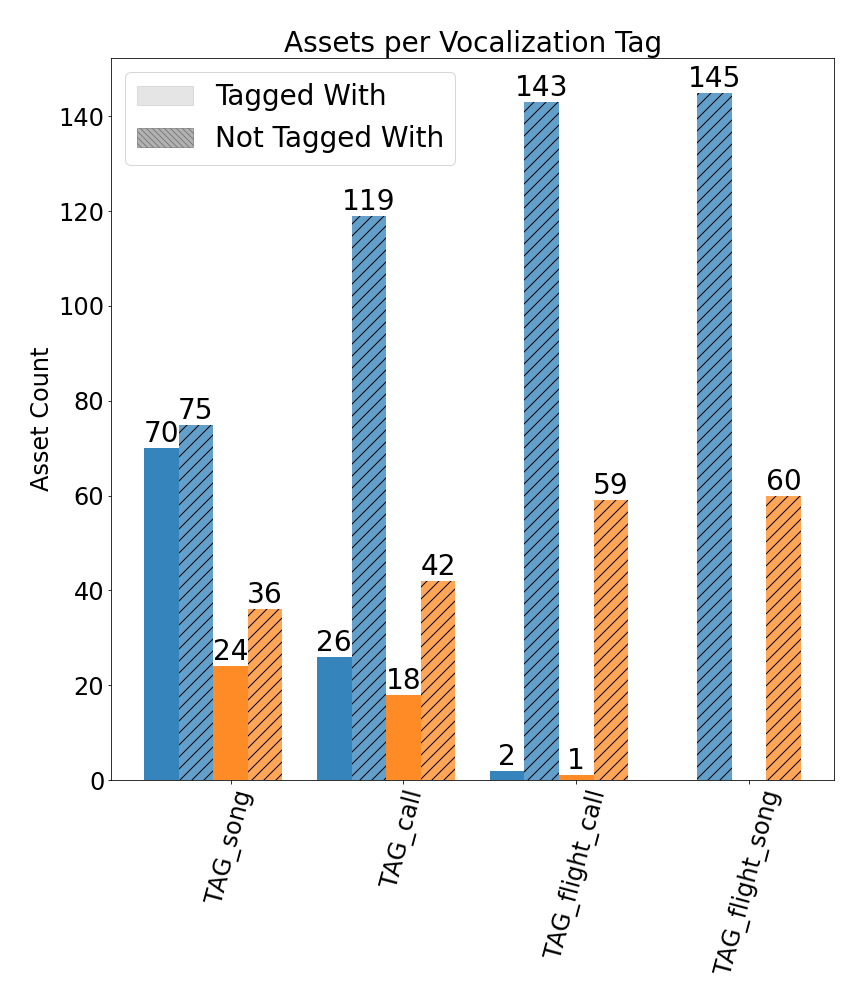 Assets per Vocalization Tag
Tagged With
Not Tagged With
Asset Count
140
120
100
80
60
40
20
0
70
75
24
36
26
119
18
42
2
143
1
59
145
60
TAG_song
TAG_call
TAG_flight_call
TAG_flight_song